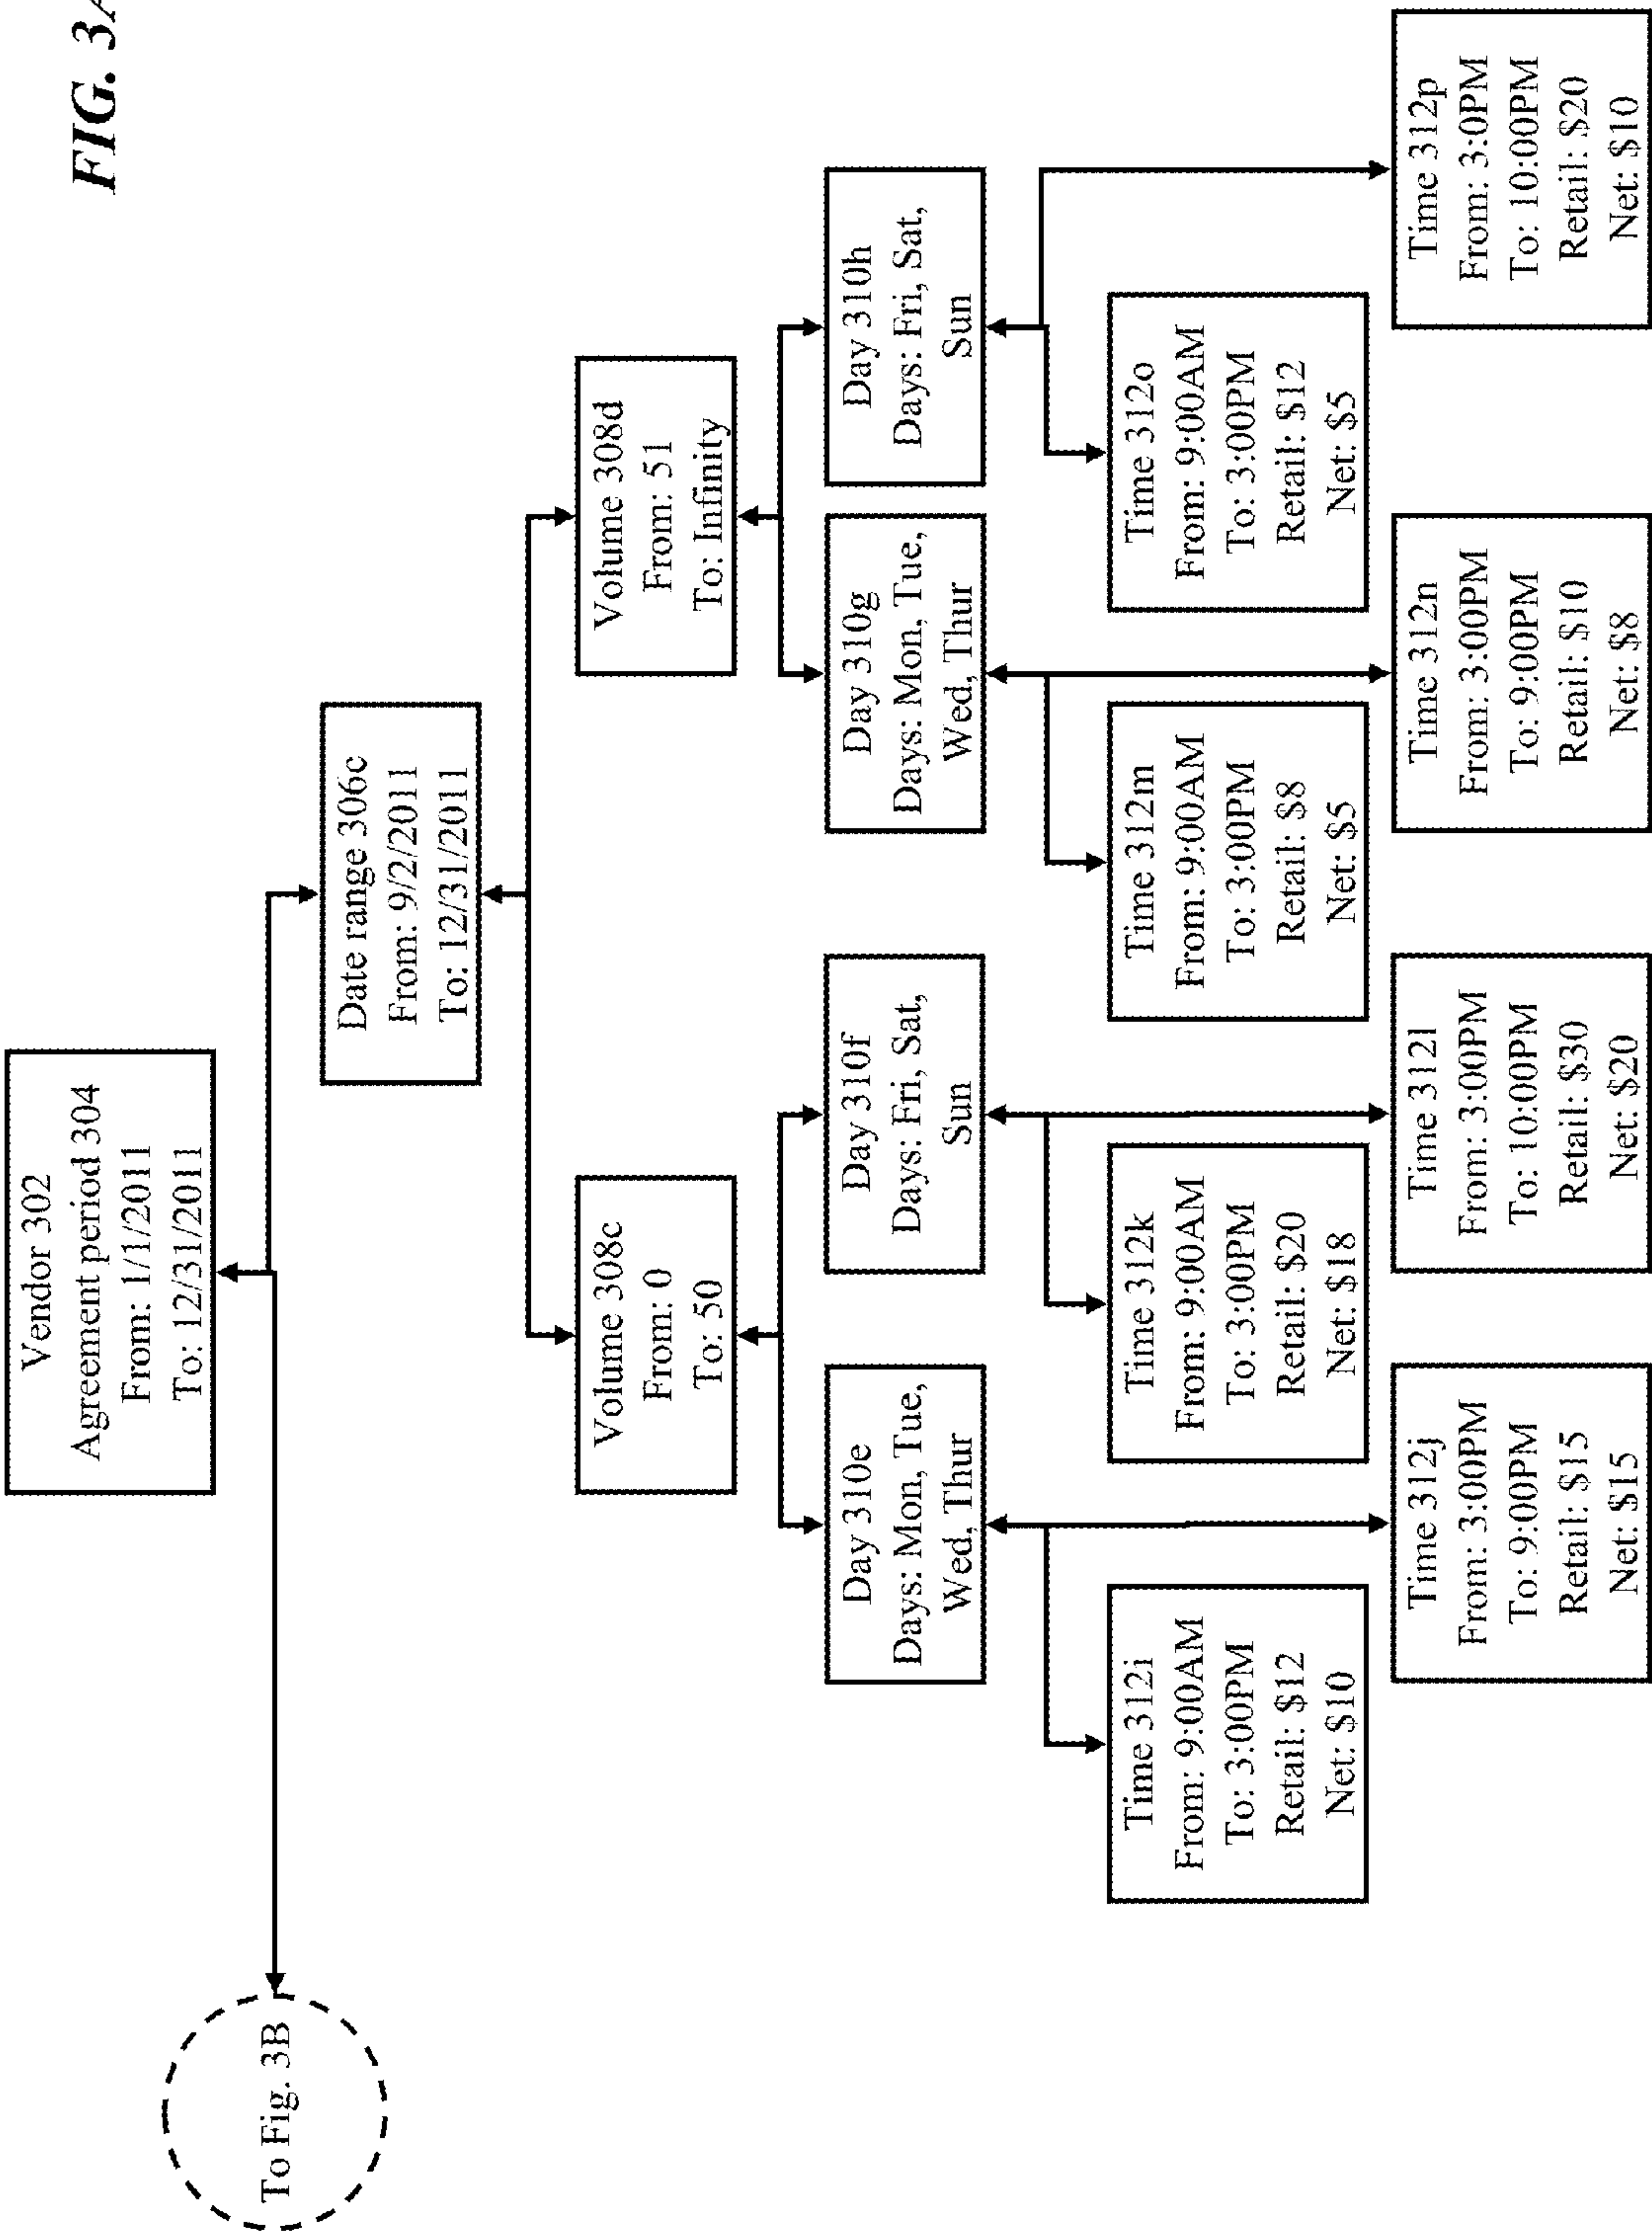 FIG. 3A
Vendor 302
Agreement period 304
From: 1/1/2011
To: 12/31/2011
To Fig. 3B
Date range 306c
From: 9/2/2011
To: 12/31/2011
Volume 308c
From: 0
To: 50
Volume 308d
From: 51
To: Infinity
Day 310e
Days: Mon, Tue,
Wed, Thur
Day 310f
Days: Fri, Sat,
Sun
Day 310g
Days: Mon, Tue,
Wed, Thur
Day 310h
Days: Fri, Sat,
Sun
Time 312i
From: 9:00AM
To: 3:00PM
Retail: $12
Net: $10
Time 312k
From: 9:00AM
To: 3:00PM
Retail: $20
Net: $18
Time 312m
From: 9:00AM
To: 3:00PM
Retail: $8
Net: $5
Time 312o
From: 9:00AM
To: 3:00PM
Retail: $12
Net: $5
Time 312j
From: 3:00PM
To: 9:00PM
Retail: $15
Net: $15
Time 312l
From: 3:00PM
To: 10:00PM
Retail: $30
Net: $20
Time 312n
From: 3:00PM
To: 9:00PM
Retail: $10
Net: $8
Time 312p
From: 3:0PM
To: 10:00PM
Retail: $20
Net: $10